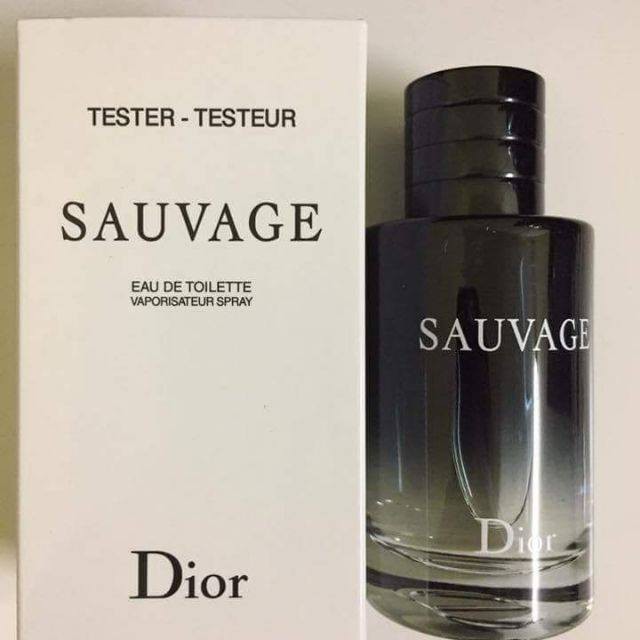 TESTER - TESTEUR
SAUVAGE
EAU DE TOILETTE
VAPORISATEUR SPRAY
Dior
SAUVAGE
Dior